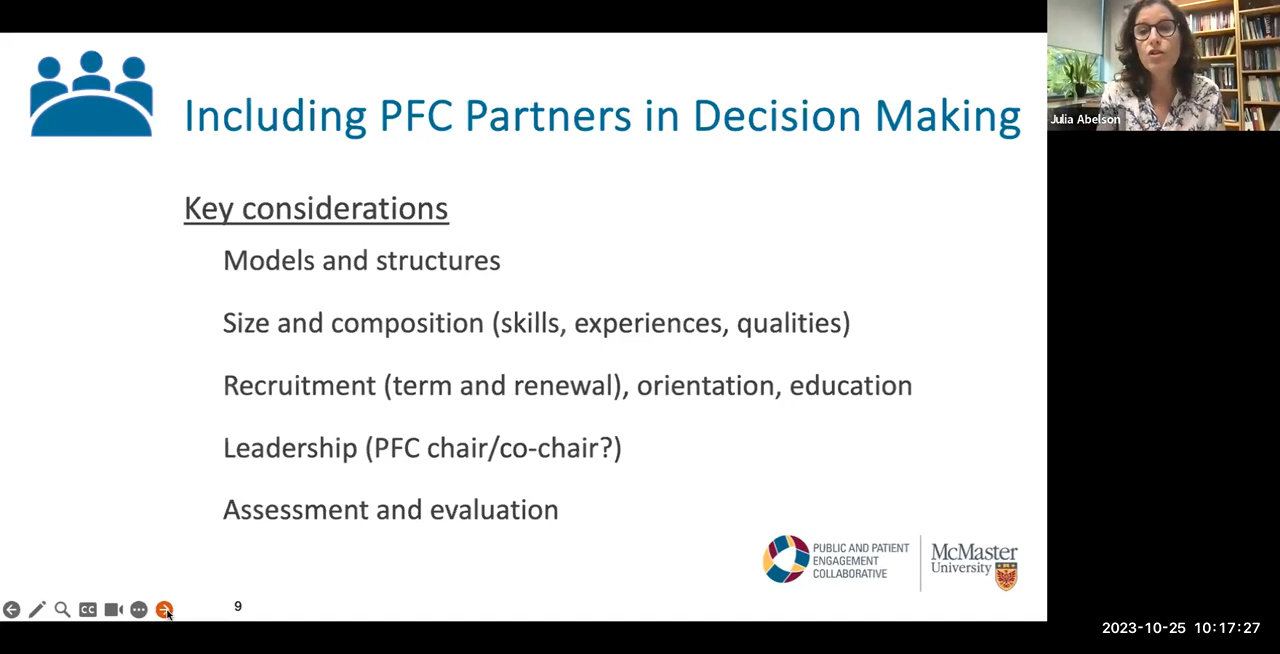 Including PFC Partners in Decision Making
Key considerations
Models and structures
Size and composition (skills, experiences, qualities)
Recruitment (term and renewal), orientation, education
Leadership (PFC chair/co-chair?)
Assessment and evaluation
PUBLIC AND PATIENT
ENGAGEMENT
COLLABORATIVE
McMaster
University
CC
9
Julia Abelson
2023-10-25 10:17:27